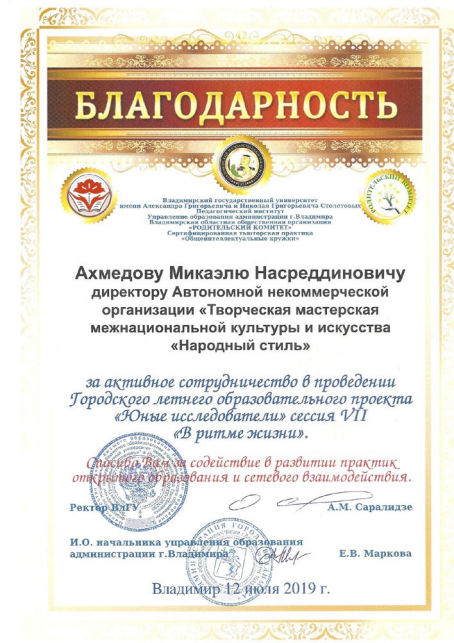 БЛАГОДАРНОСТЬ
Владимирский государственный университет
имени Александра Григорьевича и Николая Григорьевича Столетовых
Педагогический институт
Управление образования администрации г.Владимира
Владимирская областная общественная организация
«РОДИТЕЛЬСКИЙ КОМИТЕТ»
Сертифицированная тьюторская практика
«Общеинтеллектуальные кружки»
РОДИТЕЛЬСКИЙ КОМИТЕТ
Ахмедову Микаэлю Насреддиновичу
директору Автономной некоммерческой
организации «Творческая мастерская
межнациональной культуры и искусства
«Народный стиль»
за активное сотрудничество в проведении
Городского летнего образовательного проекта
«Юные исследователи» сессия VII
«В ритме жизни».
Спасибо Вам за содействие в развитии практик
открытого образования и сетевого взаимодействия.
Ректор ВлГУ
А.М. Саралидзе
И.О. начальника управления образования
администрации г.Владимира
Е.В. Маркова
Владимир 12 июля 2019 г.